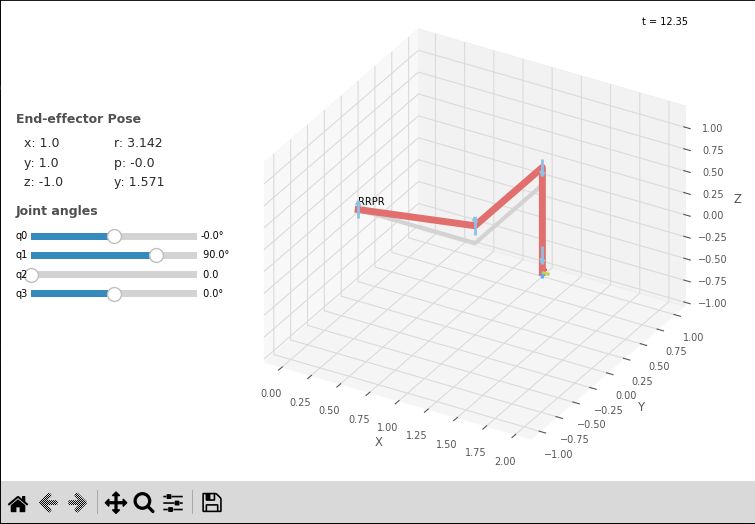 t = 12.35
End-effector Pose
x: 1.0 r: 3.142
y: 1.0 p: -0.0
z: -1.0 y: 1.571
Joint angles
q0 -0.0°
q1 90.0°
q2 0.0
q3 0.0°
RRPR
1.00
0.75
0.50
0.25
0.00
−0.25
−0.50
−0.75
−1.00
Z
1.00
0.75
0.50
0.25
0.00
−0.25
−0.50
−0.75
−1.00
Y
0.00
0.25
0.50
0.75
1.00
1.25
1.50
1.75
2.00
X